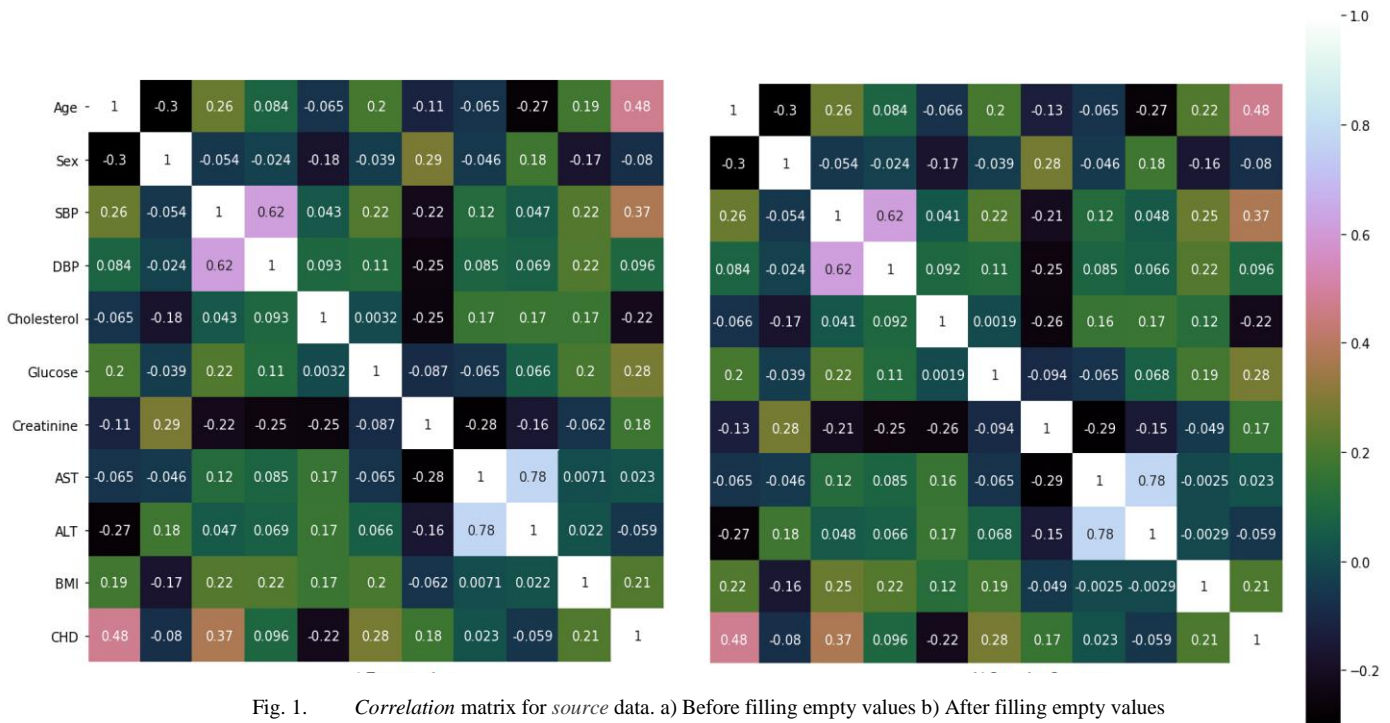 1.0
Age 1 -0.3 0.26 0.084 -0.065 0.2 -0.11 -0.065 -0.27 0.19 0.48
Sex -0.3 1 -0.054 -0.024 -0.18 -0.039 0.29 -0.046 0.18 -0.17 -0.08
SBP 0.26 -0.054 1 0.62 0.043 0.22 -0.22 0.12 0.047 0.22 0.37
DBP 0.084 -0.024 0.62 1 0.093 0.11 -0.25 0.085 0.069 0.22 0.096
Cholesterol -0.065 -0.18 0.043 0.093 1 0.0032 -0.25 0.17 0.17 0.17 -0.22
Glucose 0.2 -0.039 0.22 0.11 0.0032 1 -0.087 -0.065 0.066 0.2 0.28
Creatinine -0.11 0.29 -0.22 -0.25 -0.25 -0.087 1 -0.28 -0.16 -0.062 0.18
AST -0.065 -0.046 0.12 0.085 0.17 -0.065 -0.28 1 0.78 0.0071 0.023
ALT -0.27 0.18 0.047 0.069 0.17 0.066 -0.16 0.78 1 0.022 -0.059
BMI 0.19 -0.17 0.22 0.22 0.17 0.2 -0.062 0.0071 0.022 1 0.21
CHD 0.48 -0.08 0.37 0.096 -0.22 0.28 0.18 0.023 -0.059 0.21 1
1 -0.3 0.26 0.084 -0.066 0.2 -0.13 -0.065 -0.27 0.22 0.48
-0.3 1 -0.054 -0.024 -0.17 -0.039 0.28 -0.046 0.18 -0.16 -0.08
0.26 -0.054 1 0.62 0.041 0.22 -0.21 0.12 0.048 0.25 0.37
0.084 -0.024 0.62 1 0.092 0.11 -0.25 0.085 0.066 0.22 0.096
-0.066 -0.17 0.041 0.092 1 0.0019 -0.26 0.16 0.17 0.12 -0.22
0.2 -0.039 0.22 0.11 0.0019 1 -0.094 -0.065 0.068 0.19 0.28
-0.13 0.28 -0.21 -0.25 -0.26 -0.094 1 -0.29 -0.15 -0.049 0.17
-0.065 -0.046 0.12 0.085 0.16 -0.065 -0.29 1 0.78 -0.0025 0.023
-0.27 0.18 0.048 0.066 0.17 0.068 -0.15 0.78 1 -0.0029 -0.059
0.22 -0.16 0.25 0.22 0.12 0.19 -0.049 -0.0025 -0.0029 1 0.21
0.48 -0.08 0.37 0.096 -0.22 0.28 0.17 0.023 -0.059 0.21 1
0.8
0.6
0.4
0.2
0.0
−0.2
Fig. 1. Correlation matrix for source data. a) Before filling empty values b) After filling empty values